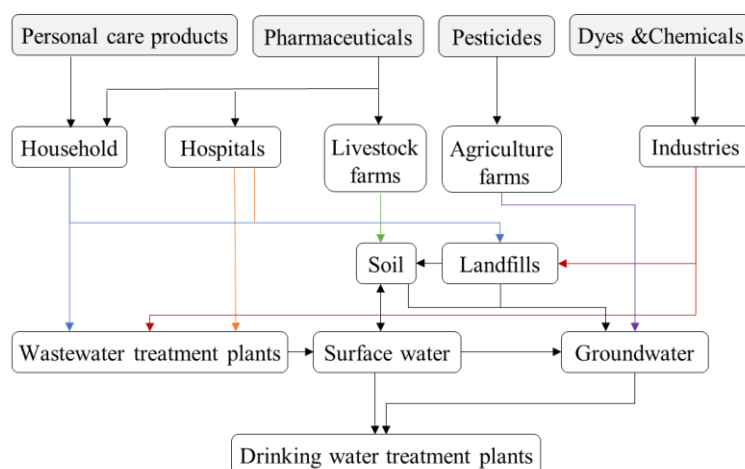 Personal care products
Pharmaceuticals
Pesticides
Dyes &Chemicals
Household
Hospitals
Livestock
farms
Agriculture
farms
Industries
Soil
Landfills
Wastewater treatment plants
Surface water
Groundwater
Drinking water treatment plants